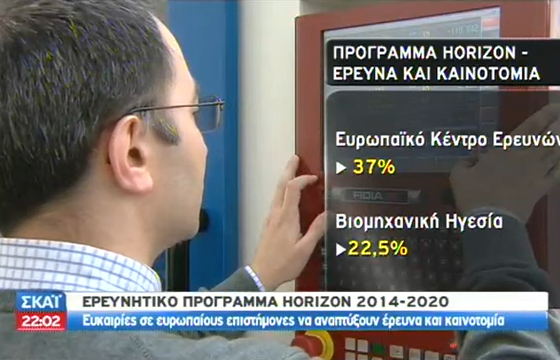 ΠΡΟΓΡΑΜΜΑ HORIZON -
ΕΡΕΥΝΑ ΚΑΙ ΚΑΙΝΟΤΟΜΙΑ
Ευρωπαϊκό Κέντρο Ερευνών
37%
FIDIA
Βιομηχανική Ηγεσία
22,5%
ΣΚΑΪ ΕΡΕΥΝΗΤΙΚΟ ΠΡΟΓΡΑΜΜΑ HORIZON 2014-2020
22:02 Ευκαιρίες σε ευρωπαίους επιστήμονες να αναπτύξουν έρευνα και καινοτομία